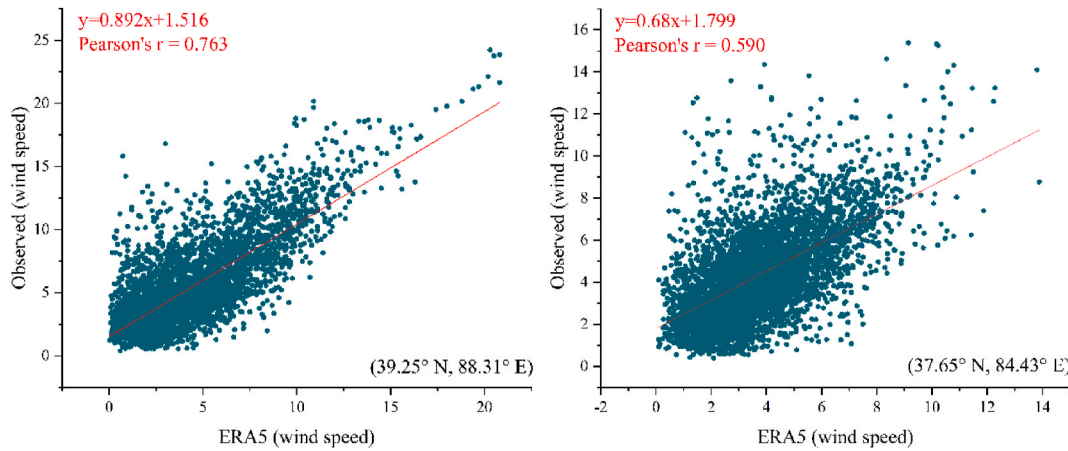 y=0.892x+1.516
Pearson's r = 0.763
25
20
15
10
5
0
Observed (wind speed)
(39.25° N, 88.31° E)
0 5 10 15 20
ERA5 (wind speed)
y=0.68x+1.799
Pearson's r = 0.590
16
14
12
10
8
6
4
2
0
Observed (wind speed)
(37.65° N, 84.43° E)
-2 0 2 4 6 8 10 12 14
ERA5 (wind speed)